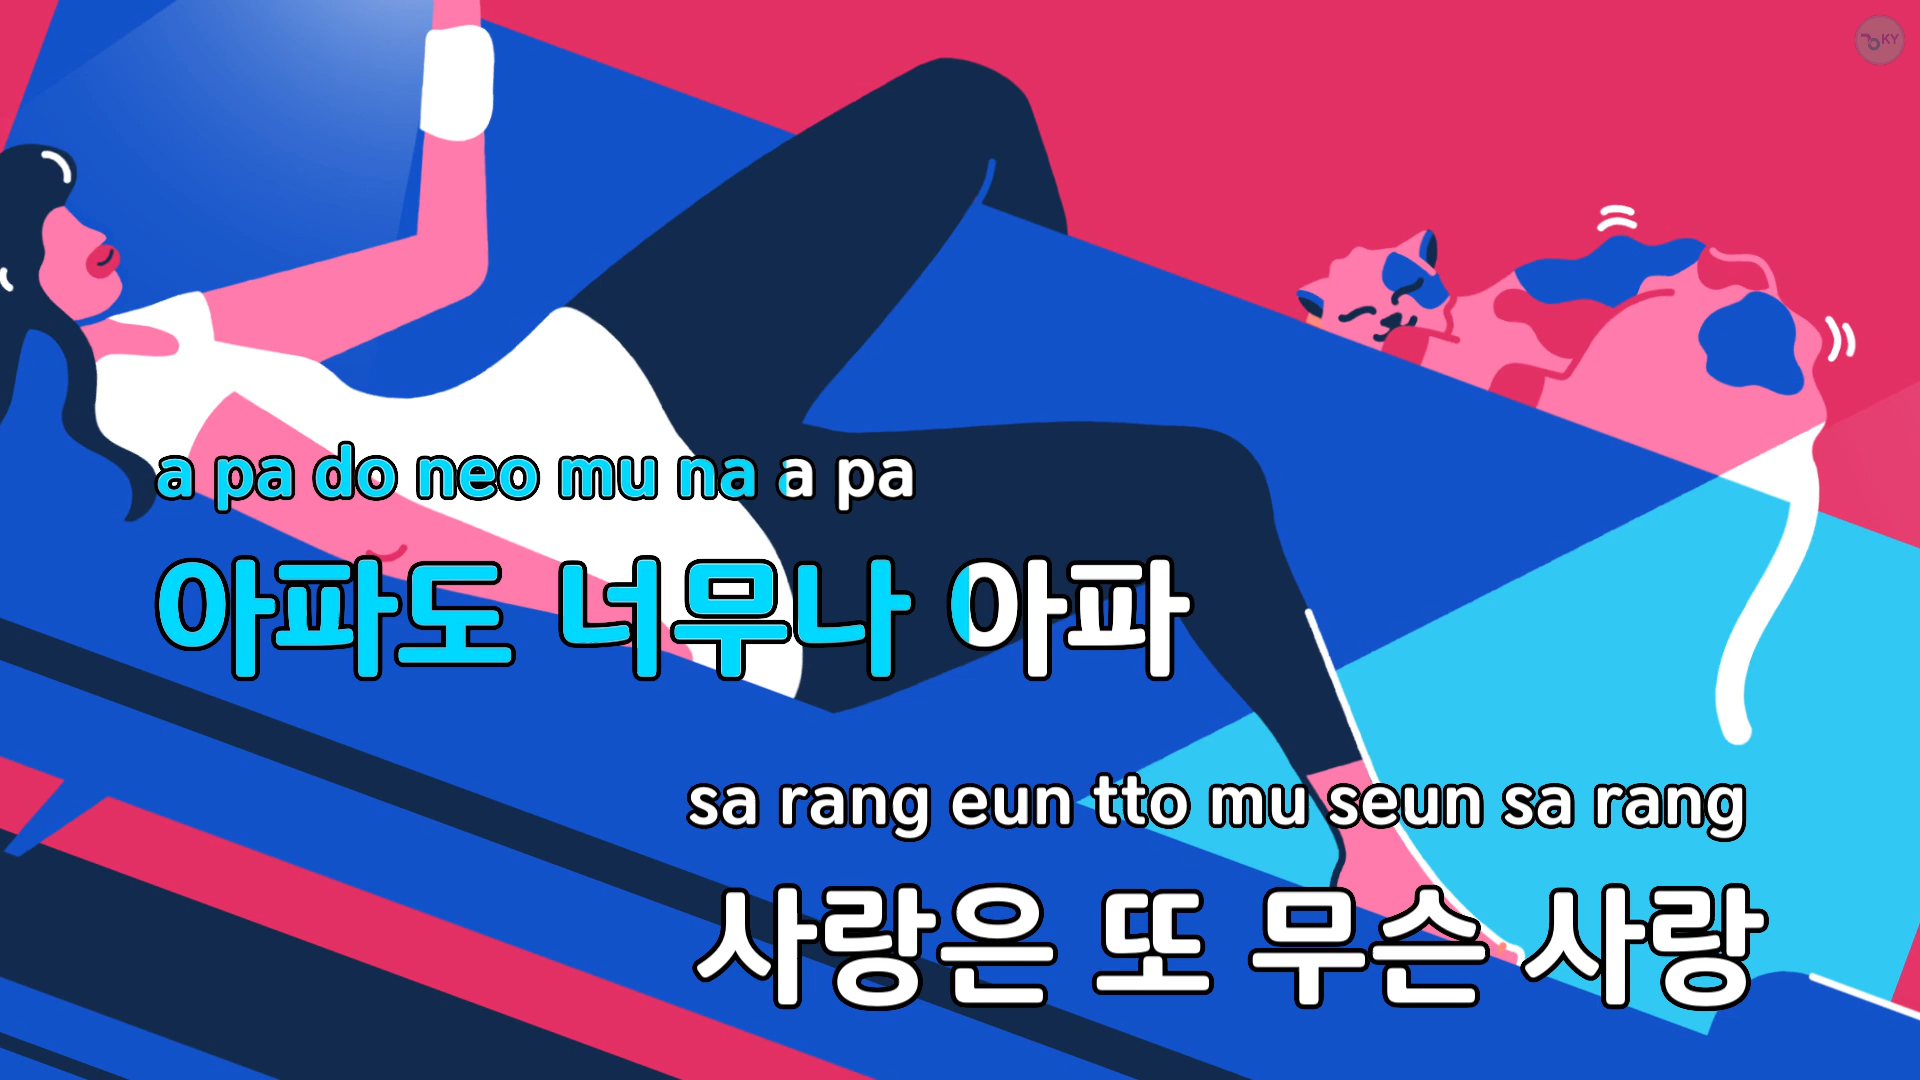 KY
a pa do neo mu na a pa
아파도 너무나 아파
sa rang eun tto mu seun sa rang
사랑은 또 무슨 사랑